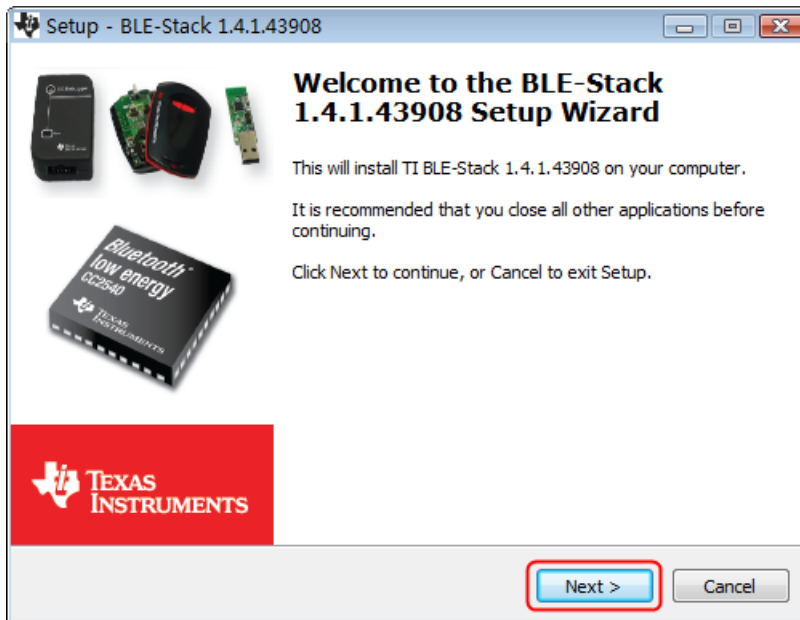 Setup - BLE-Stack 1.4.1.43908
Welcome to the BLE-Stack
1.4.1.43908 Setup Wizard
This will install TI BLE-Stack 1.4.1.43908 on your computer.
It is recommended that you close all other applications before
continuing.
Click Next to continue, or Cancel to exit Setup.
Bluetooth®
low energy
CC2540
TEXAS
INSTRUMENTS
TEXAS
INSTRUMENTS
Next >
Cancel